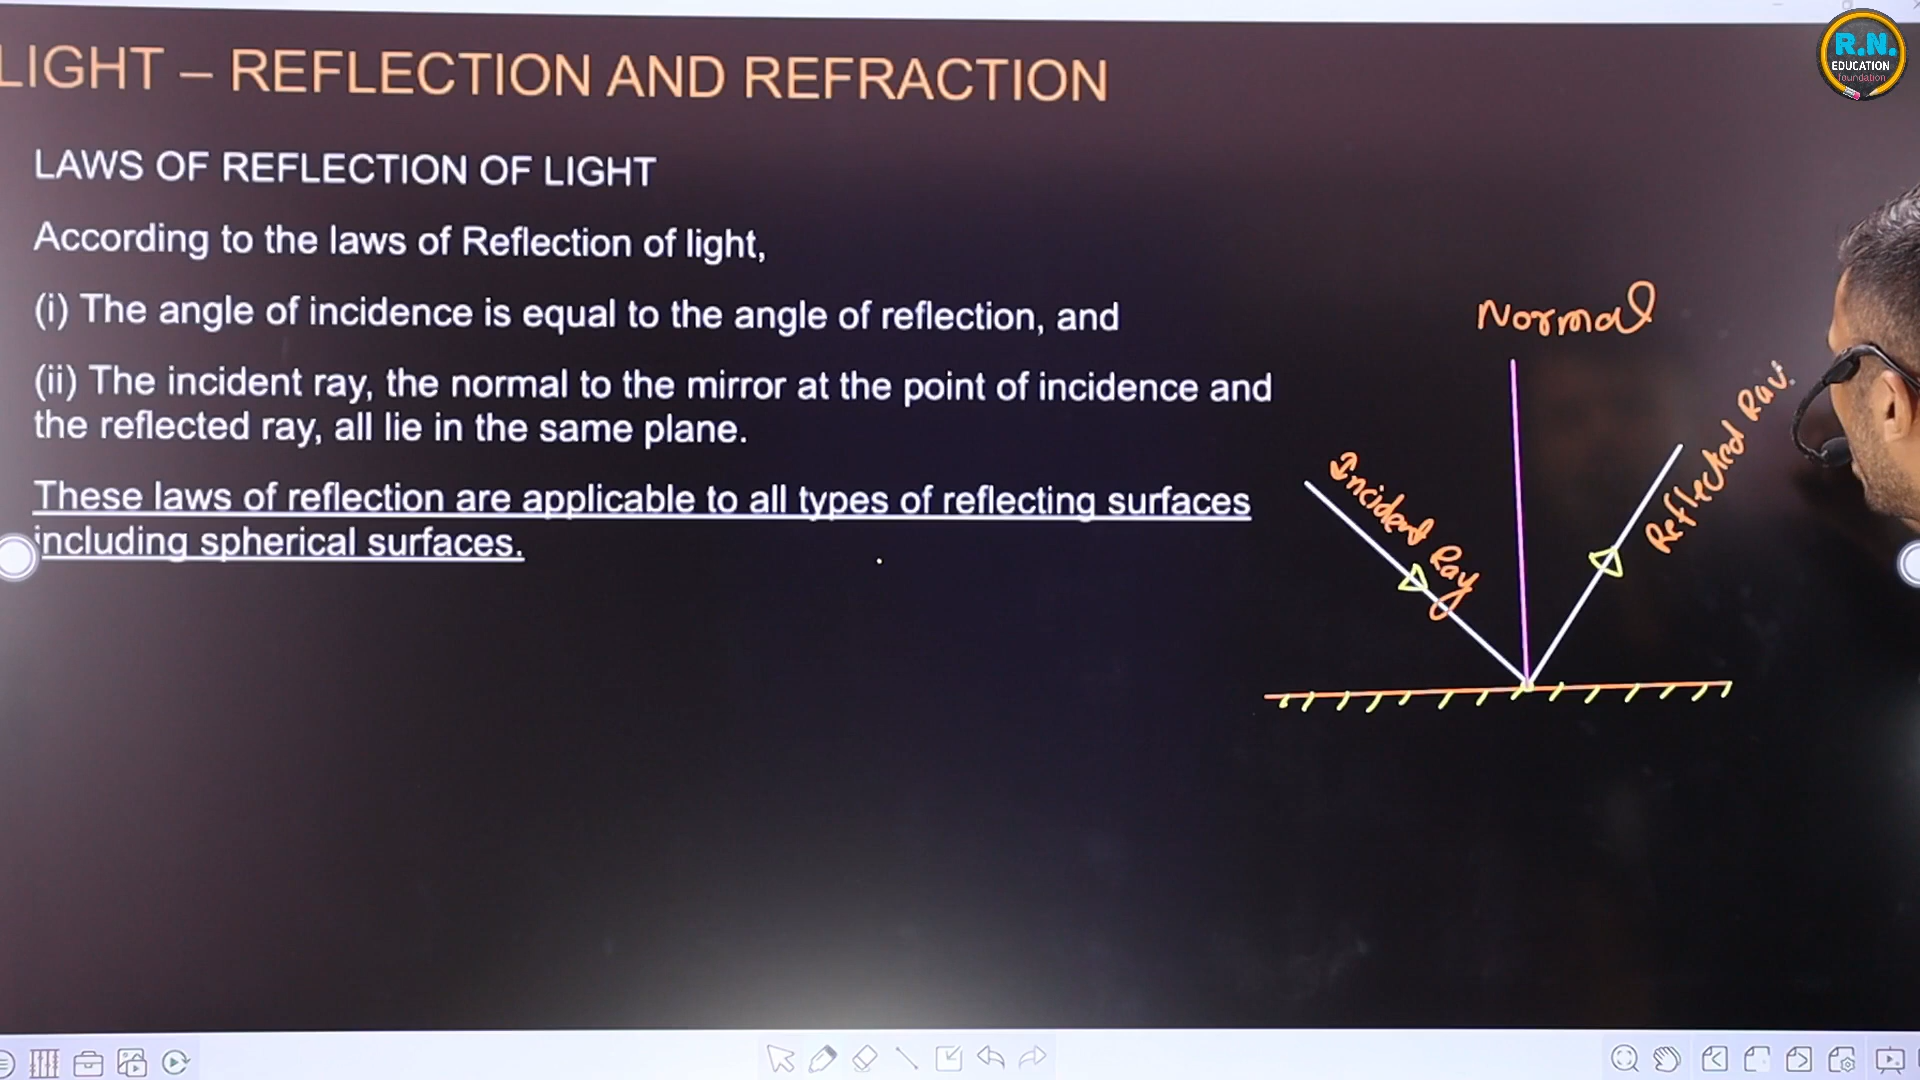 R.N.
EDUCATION
foundation
LIGHT – REFLECTION AND REFRACTION
LAWS OF REFLECTION OF LIGHT
According to the laws of Reflection of light,
(i) The angle of incidence is equal to the angle of reflection, and
(ii) The incident ray, the normal to the mirror at the point of incidence and
the reflected ray, all lie in the same plane.
These laws of reflection are applicable to all types of reflecting surfaces
including spherical surfaces.
Normal
Incident Ray
Reflected Ray